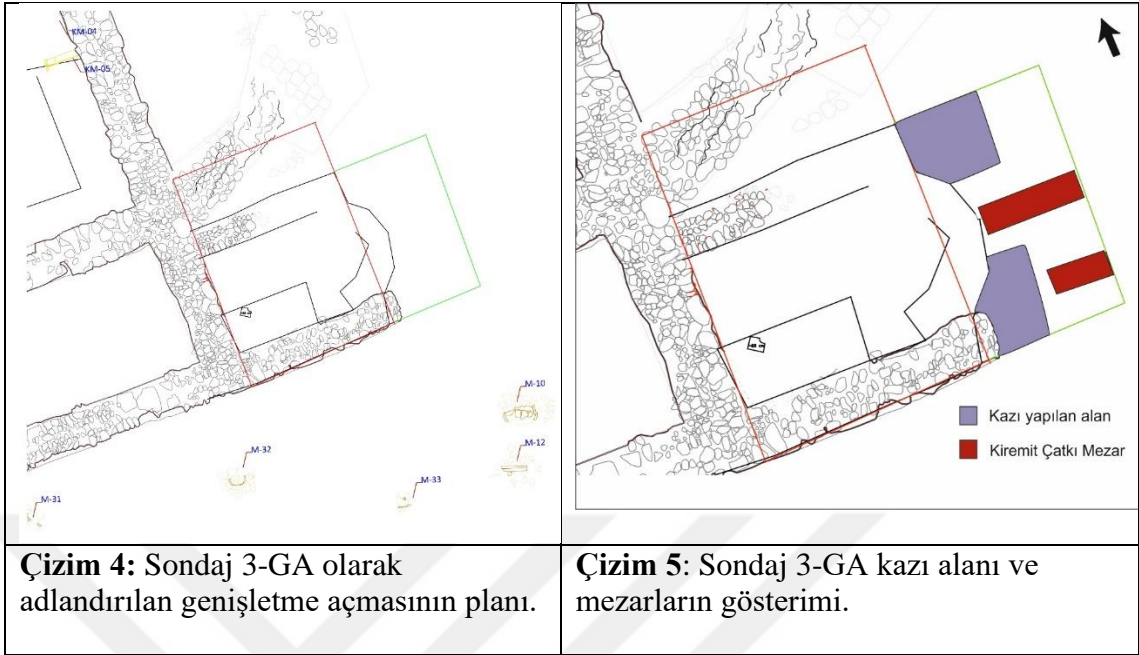 KM-04
KM-05
M-10
M-12
M-32
M-33
M-31
Kazı yapılan alan
Kiremit Çatkı Mezar
Çizim 4: Sondaj 3-GA olarak
adlandırılan genişletme açmasının planı.
Çizim 5: Sondaj 3-GA kazı alanı ve
mezarların gösterimi.